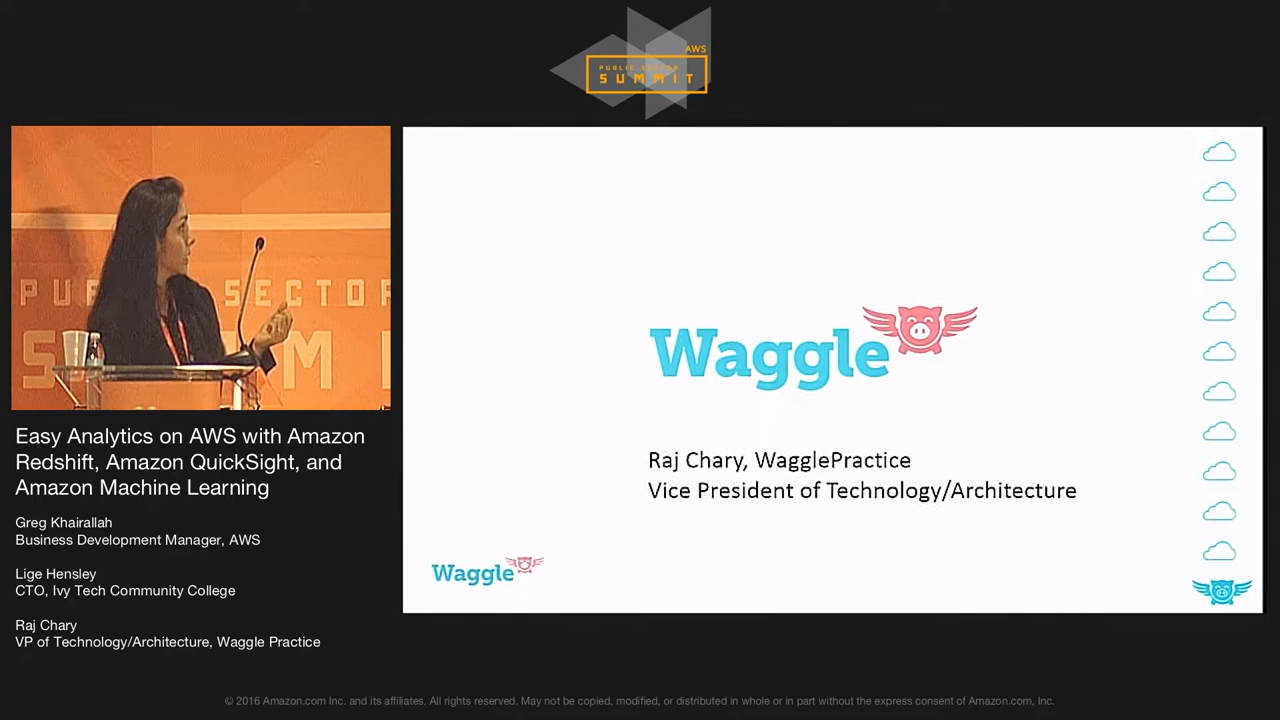 AWS
PUBLIC SECTOR
SUMMIT
PUB SECTOR
S M M
Easy Analytics on AWS with Amazon
Redshift, Amazon QuickSight, and
Amazon Machine Learning
Greg Khairallah
Business Development Manager, AWS
Lige Hensley
CTO, Ivy Tech Community College
Raj Chary
VP of Technology/Architecture, Waggle Practice
Waggle
Raj Chary, WagglePractice
Vice President of Technology/Architecture
Waggle
© 2016 Amazon.com Inc. and its affiliates. All rights reserved. May not be copied, modified, or distributed in whole or in part without the express consent of Amazon.com, Inc.